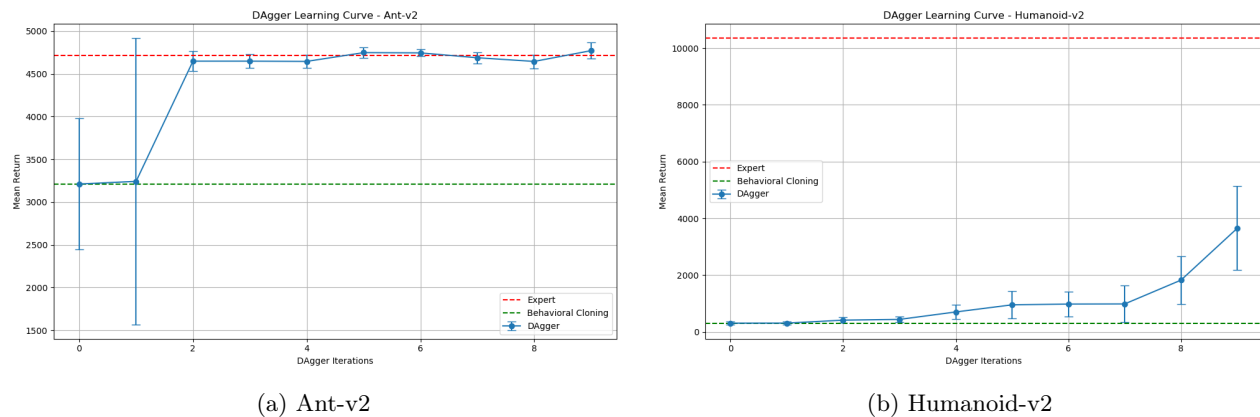 DAgger Learning Curve - Ant-v2
5000
4500
4000
3500
3000
2500
2000
1500
Mean Return
Expert
Behavioral Cloning
DAgger
0
2
4
6
8
DAgger Iterations
(a) Ant-v2
DAgger Learning Curve - Humanoid-v2
10000
8000
6000
4000
2000
0
Mean Return
Expert
Behavioral Cloning
DAgger
0
2
4
6
8
DAgger Iterations
(b) Humanoid-v2